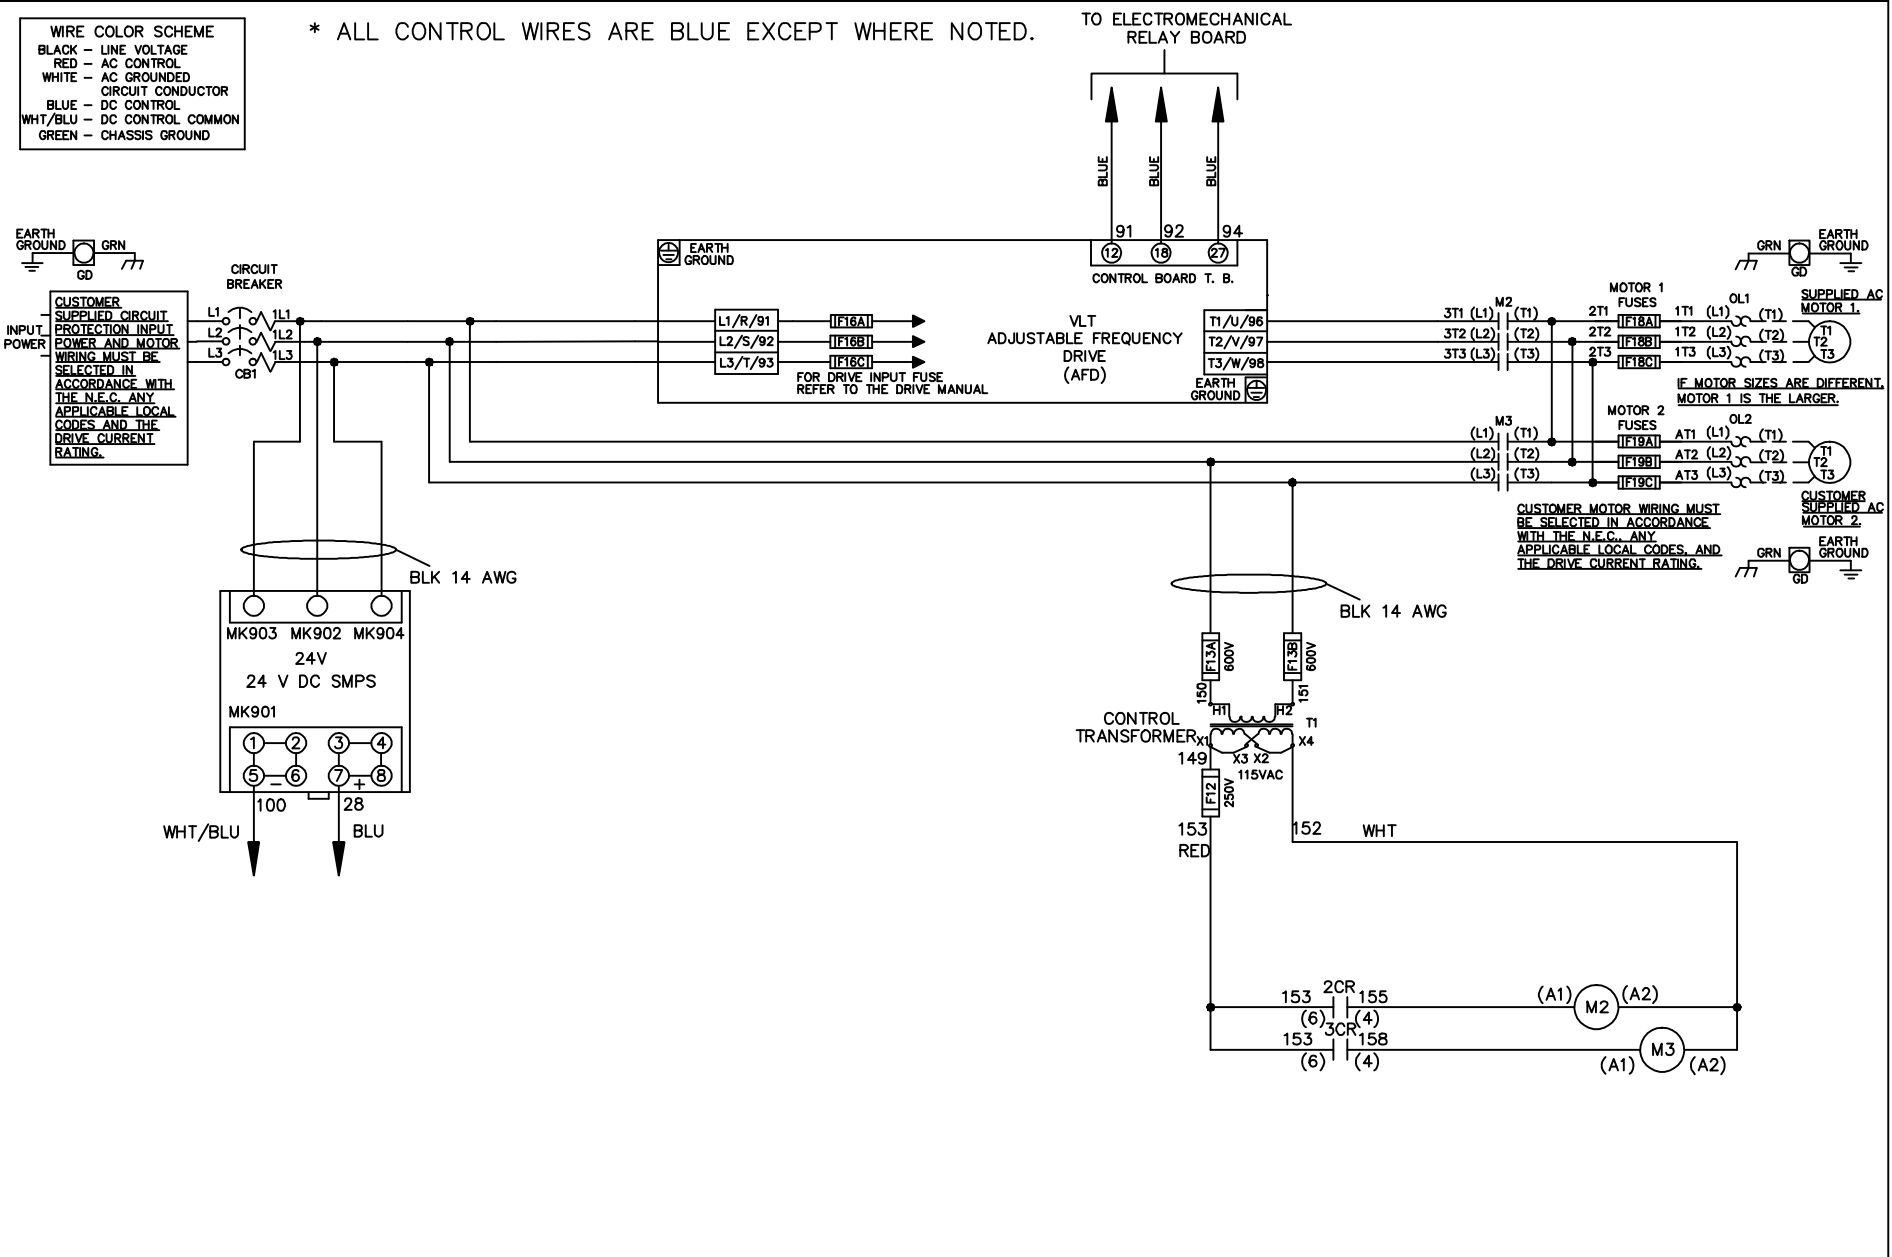 WIRE COLOR SCHEME
BLACK – LINE VOLTAGE
RED – AC CONTROL
WHITE – AC GROUNDED
CIRCUIT CONDUCTOR
BLUE – DC CONTROL
WHT/BLU – DC CONTROL COMMON
GREEN – CHASSIS GROUND
* ALL CONTROL WIRES ARE BLUE EXCEPT WHERE NOTED.
TO ELECTROMECHANICAL
RELAY BOARD
BLUE
BLUE
BLUE
91 92 94
12 18 27
CONTROL BOARD T. B.
EARTH
GROUND
GRN
GD
CIRCUIT
BREAKER
INPUT
POWER
CUSTOMER
SUPPLIED CIRCUIT
PROTECTION INPUT
POWER AND MOTOR
WIRING MUST BE
SELECTED IN
ACCORDANCE WITH
THE N.E.C. ANY
APPLICABLE LOCAL
CODES AND THE
DRIVE CURRENT
RATING.
L1 1L1
L2 1L2
L3 1L3
CB1
EARTH
GROUND
L1/R/91 F16A
L2/S/92 F16B
L3/T/93 F16C
FOR DRIVE INPUT FUSE
REFER TO THE DRIVE MANUAL
VLT
ADJUSTABLE FREQUENCY
DRIVE
(AFD)
T1/U/96
T2/V/97
T3/W/98
EARTH
GROUND
M2
3T1 (L1) (T1)
3T2 (L2) (T2)
3T3 (L3) (T3)
MOTOR 1
FUSES
2T1 F18A 1T1 (L1) (T1)
2T2 F18B 1T2 (L2) (T2)
2T3 F18C 1T3 (L3) (T3)
OL1
GRN
EARTH
GROUND
GD
SUPPLIED AC
MOTOR 1.
T1
T2
T3
IF MOTOR SIZES ARE DIFFERENT.
MOTOR 1 IS THE LARGER.
M3
(L1) (T1)
(L2) (T2)
(L3) (T3)
MOTOR 2
FUSES
F19A AT1 (L1) (T1)
F19B AT2 (L2) (T2)
F19C AT3 (L3) (T3)
OL2
T1
T2
T3
CUSTOMER
SUPPLIED AC
MOTOR 2.
CUSTOMER MOTOR WIRING MUST
BE SELECTED IN ACCORDANCE
WITH THE N.E.C., ANY
APPLICABLE LOCAL CODES, AND
THE DRIVE CURRENT RATING.
GRN
EARTH
GROUND
GD
BLK 14 AWG
MK903 MK902 MK904
24V
24 V DC SMPS
MK901
1 2 3 4
5 – 6 7 + 8
100 28
WHT/BLU BLU
BLK 14 AWG
F13A 600V
F13B 600V
150 151
H1 H2
T1
CONTROL
TRANSFORMER
X1 X3 X2 X4
149
115VAC
F12 250V
153
RED
152 WHT
153 2CR 155 (A1) M2 (A2)
(6) (4)
153 3CR 158 M3
(6) (4) (A1) (A2)